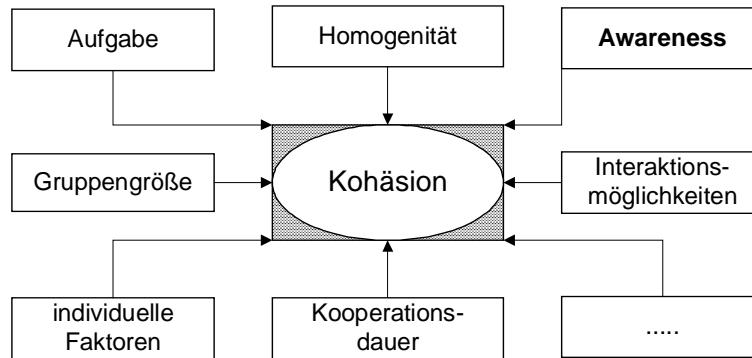 Aufgabe
Homogenität
Awareness
Gruppengröße
Kohäsion
Interaktions-
möglichkeiten
individuelle
Faktoren
Kooperations-
dauer
.....